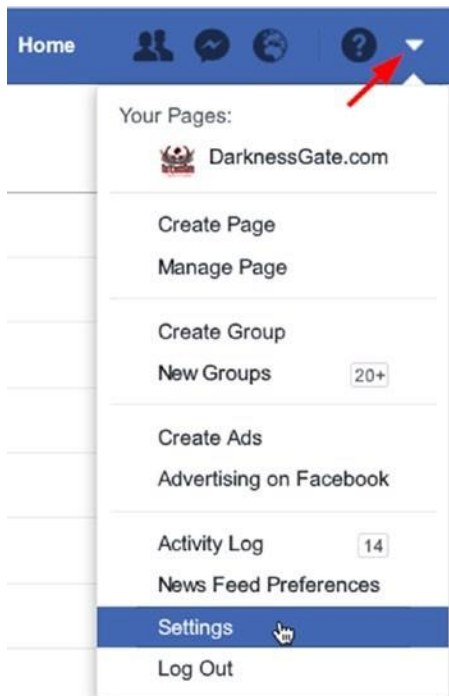 Home
Your Pages:
DarknessGate.com
Create Page
Manage Page
Create Group
New Groups 20+
Create Ads
Advertising on Facebook
Activity Log 14
News Feed Preferences
Settings
Log Out